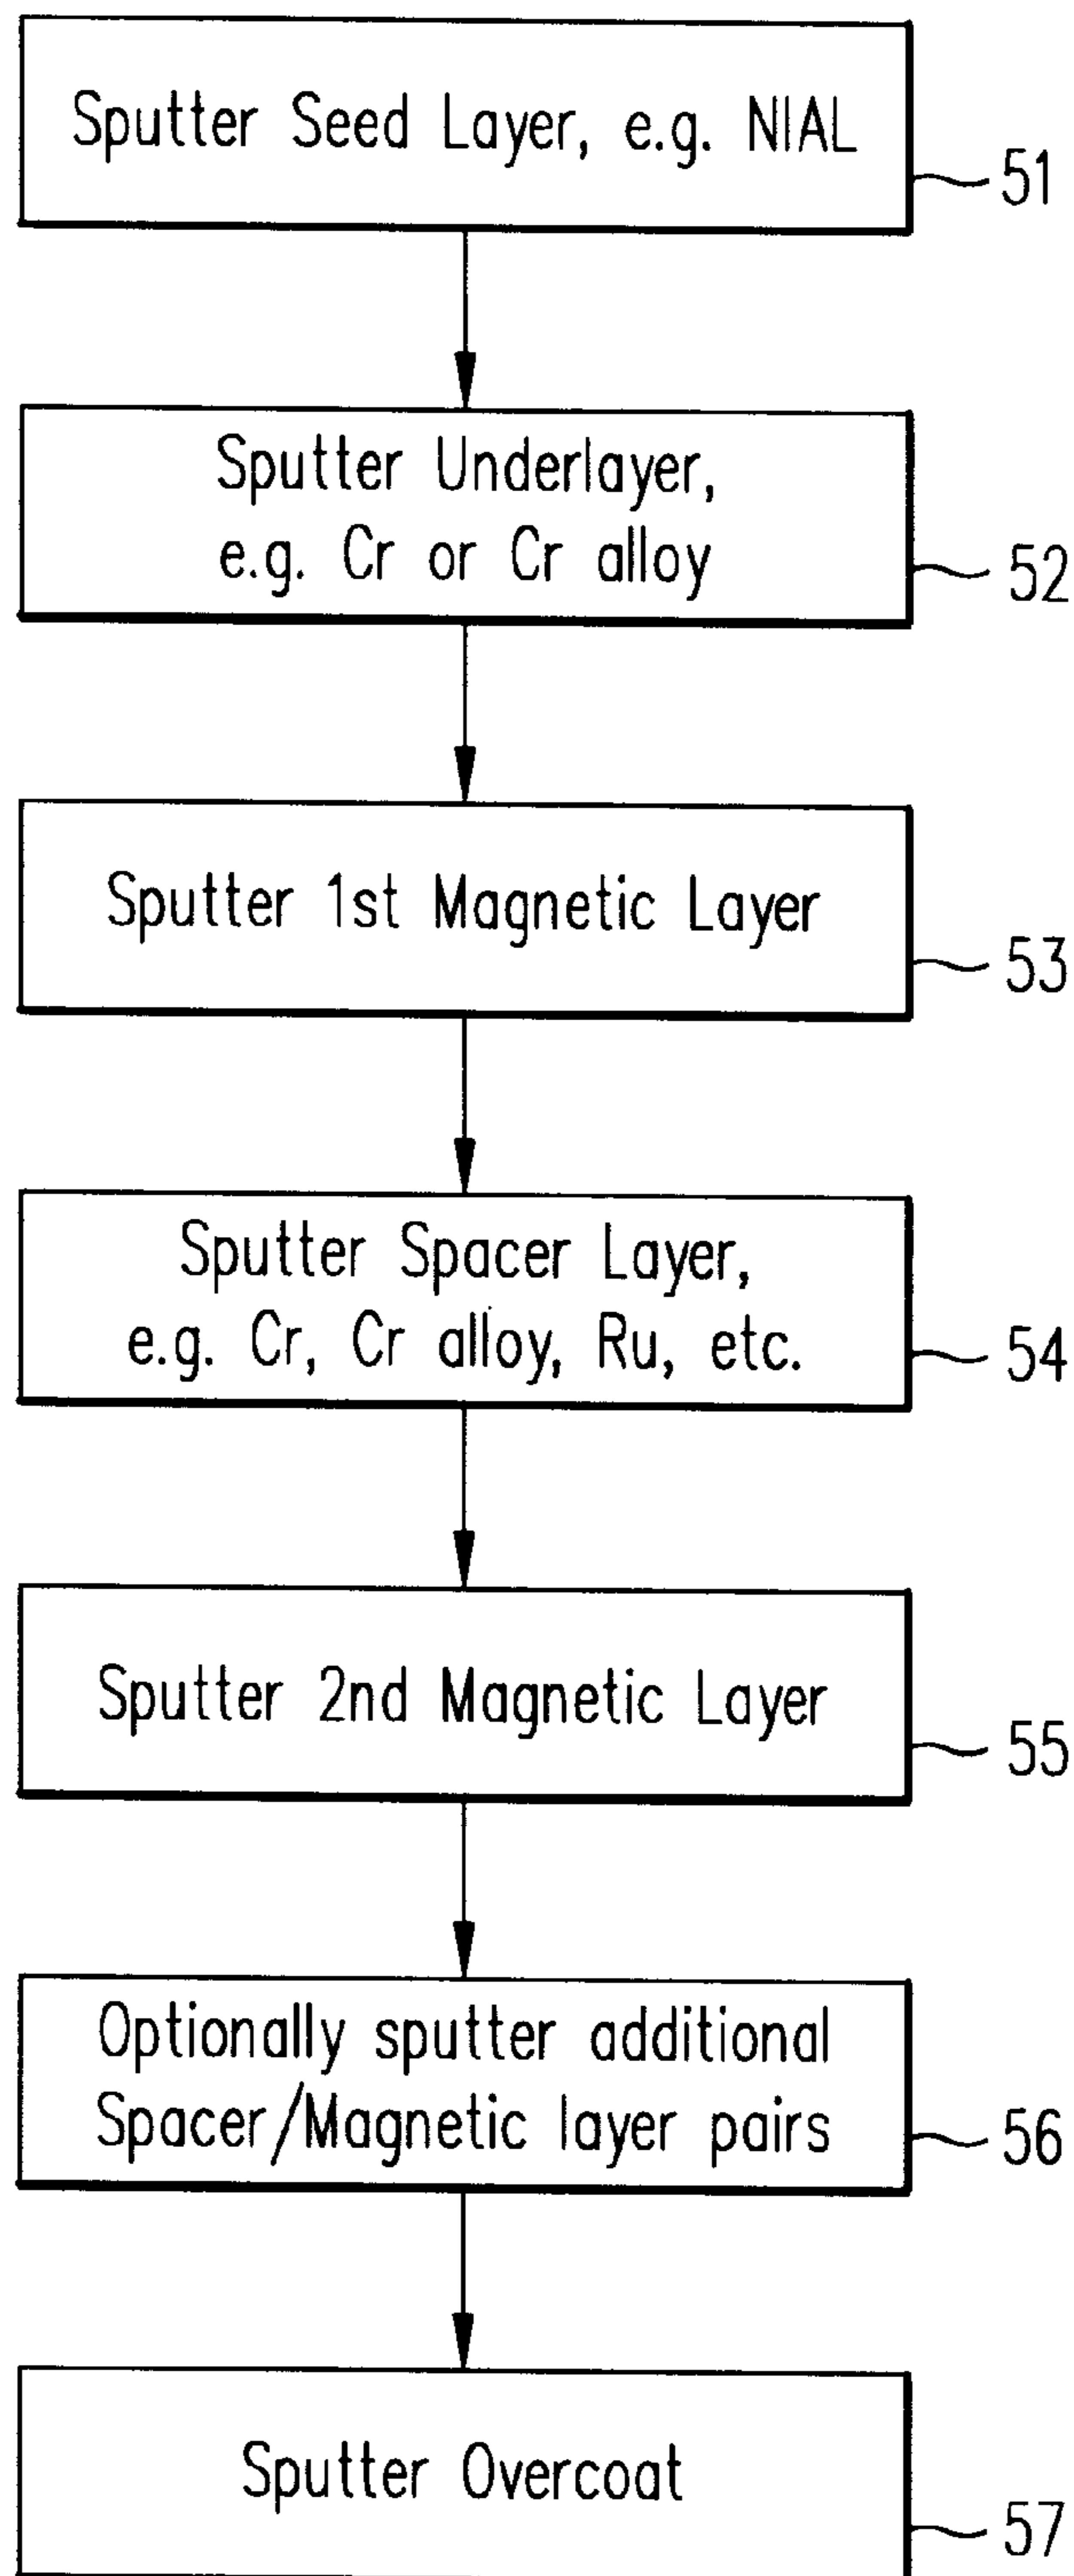 Sputter Seed Layer, e.g. NIAL
51
Sputter Underlayer,
e.g. Cr or Cr alloy
52
Sputter 1st Magnetic Layer
53
Sputter Spacer Layer,
e.g. Cr, Cr alloy, Ru, etc.
54
Sputter 2nd Magnetic Layer
55
Optionally sputter additional
Spacer/Magnetic layer pairs
56
Sputter Overcoat
57